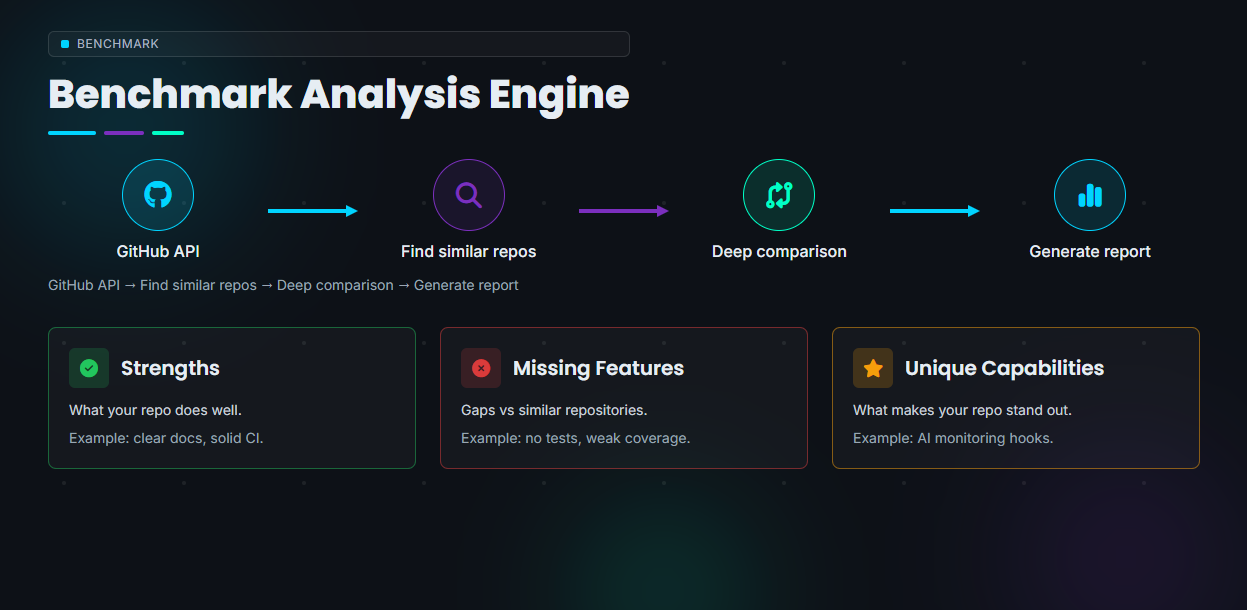 BENCHMARK
Benchmark Analysis Engine
GitHub API
Find similar repos
Deep comparison
Generate report
GitHub API → Find similar repos → Deep comparison → Generate report
Strengths
What your repo does well.
Example: clear docs, solid CI.
Missing Features
Gaps vs similar repositories.
Example: no tests, weak coverage.
Unique Capabilities
What makes your repo stand out.
Example: AI monitoring hooks.